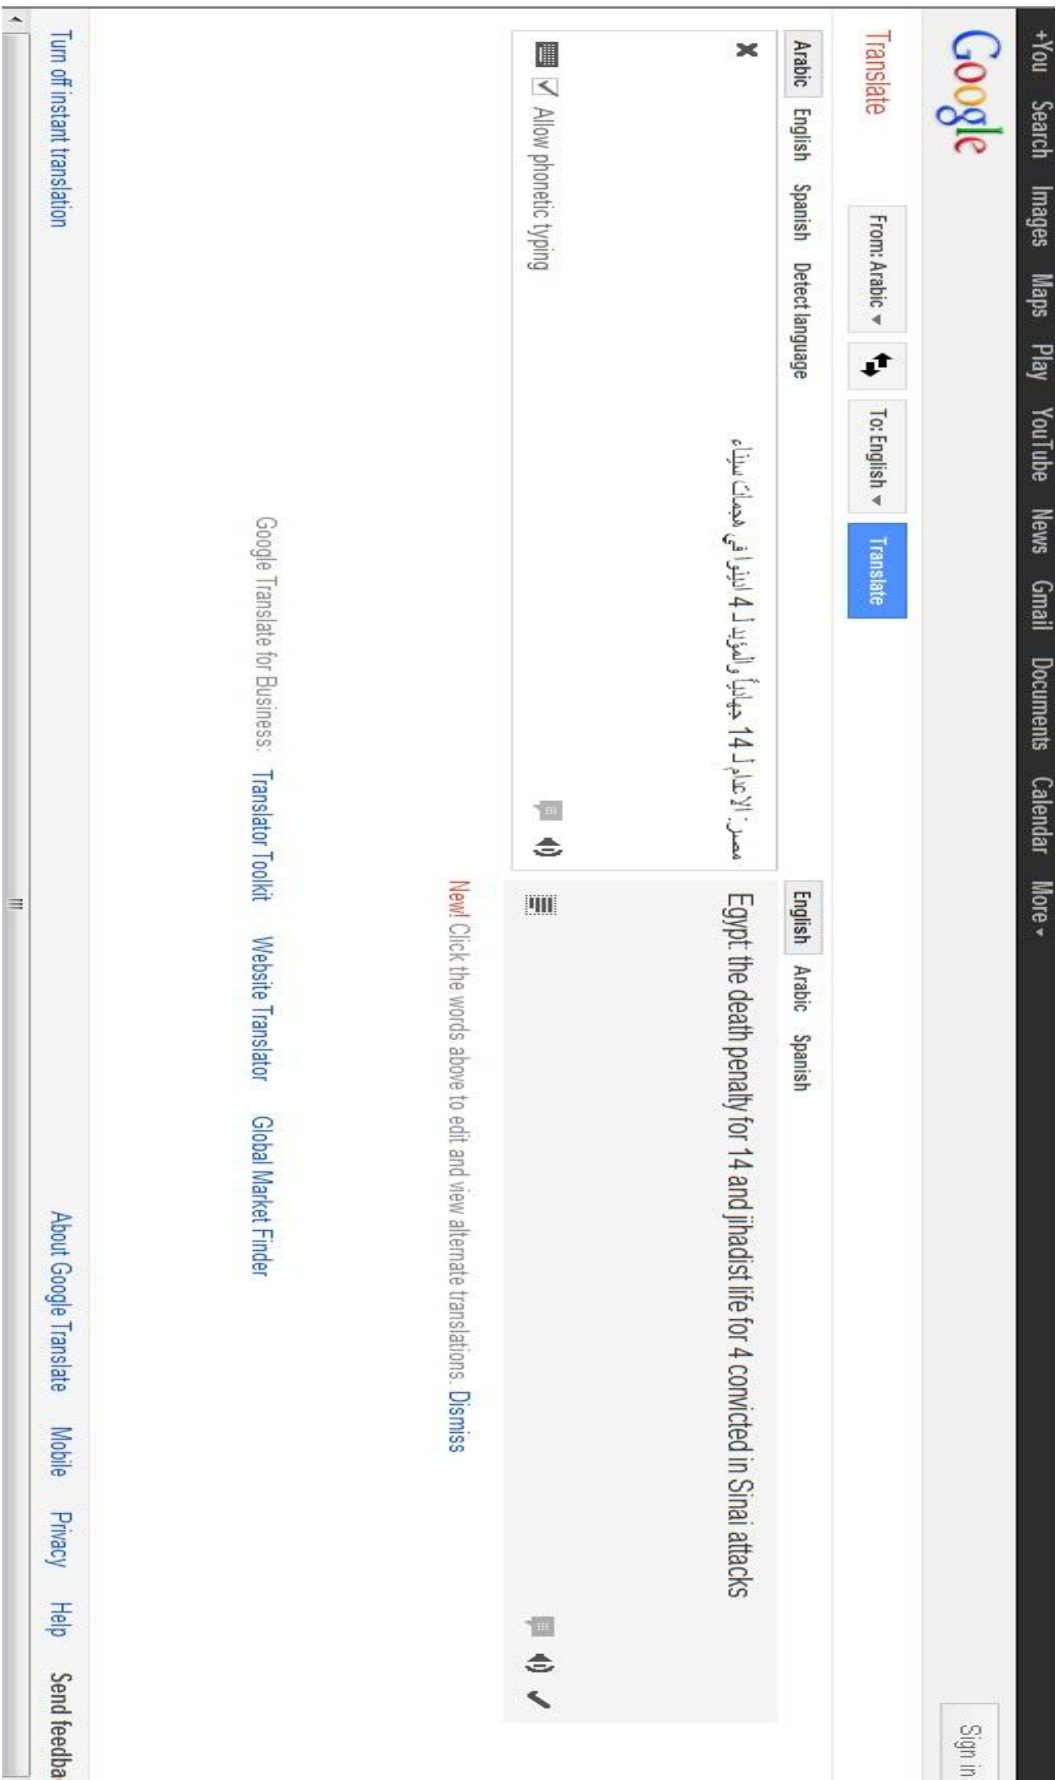 +You Search Images Maps Play YouTube News Gmail Documents Calendar More
Google
Sign in
Translate
From: Arabic
To: English
Translate
Arabic English Spanish Detect language
English Arabic Spanish
مصر: الاعدام لـ 14 جهادياً والمؤبد لـ 4 ادينوا في هجمات سيناء
Egypt: the death penalty for 14 and jihadist life for 4 convicted in Sinai attacks
Allow phonetic typing
New! Click the words above to edit and view alternate translations. Dismiss
Google Translate for Business: Translator Toolkit Website Translator Global Market Finder
Turn off instant translation
About Google Translate Mobile Privacy Help Send feedba